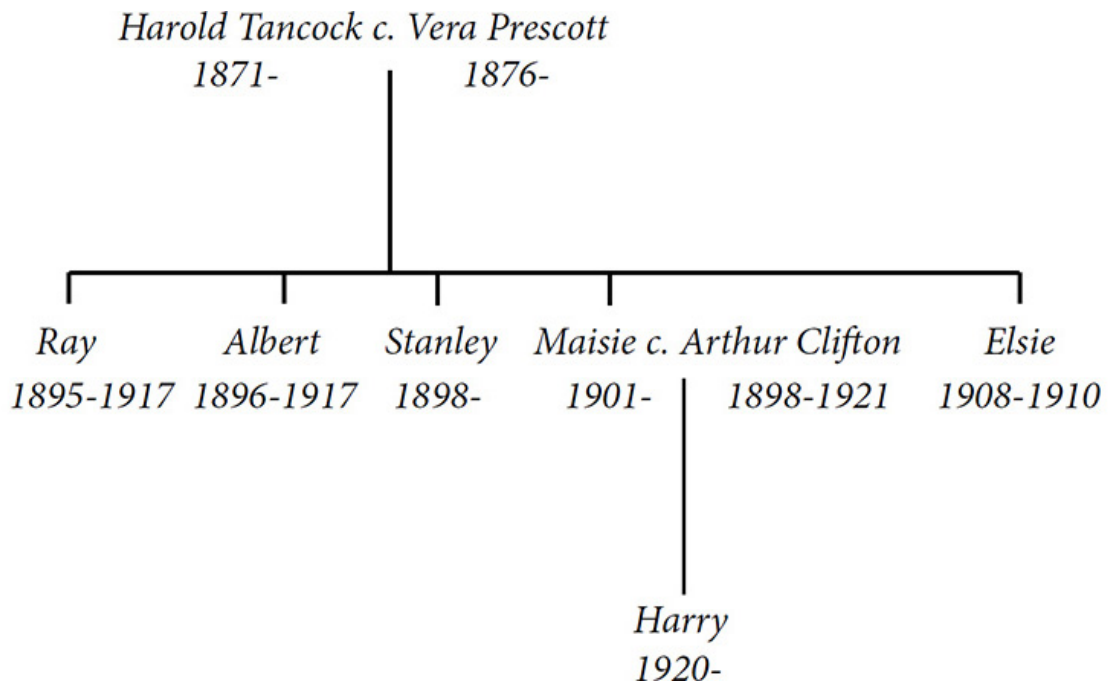 Harold Tancock c. Vera Prescott
1871- 1876-
Ray Albert Stanley Maisie c. Arthur Clifton Elsie
1895-1917 1896-1917 1898- 1901- 1898-1921 1908-1910
Harry
1920-